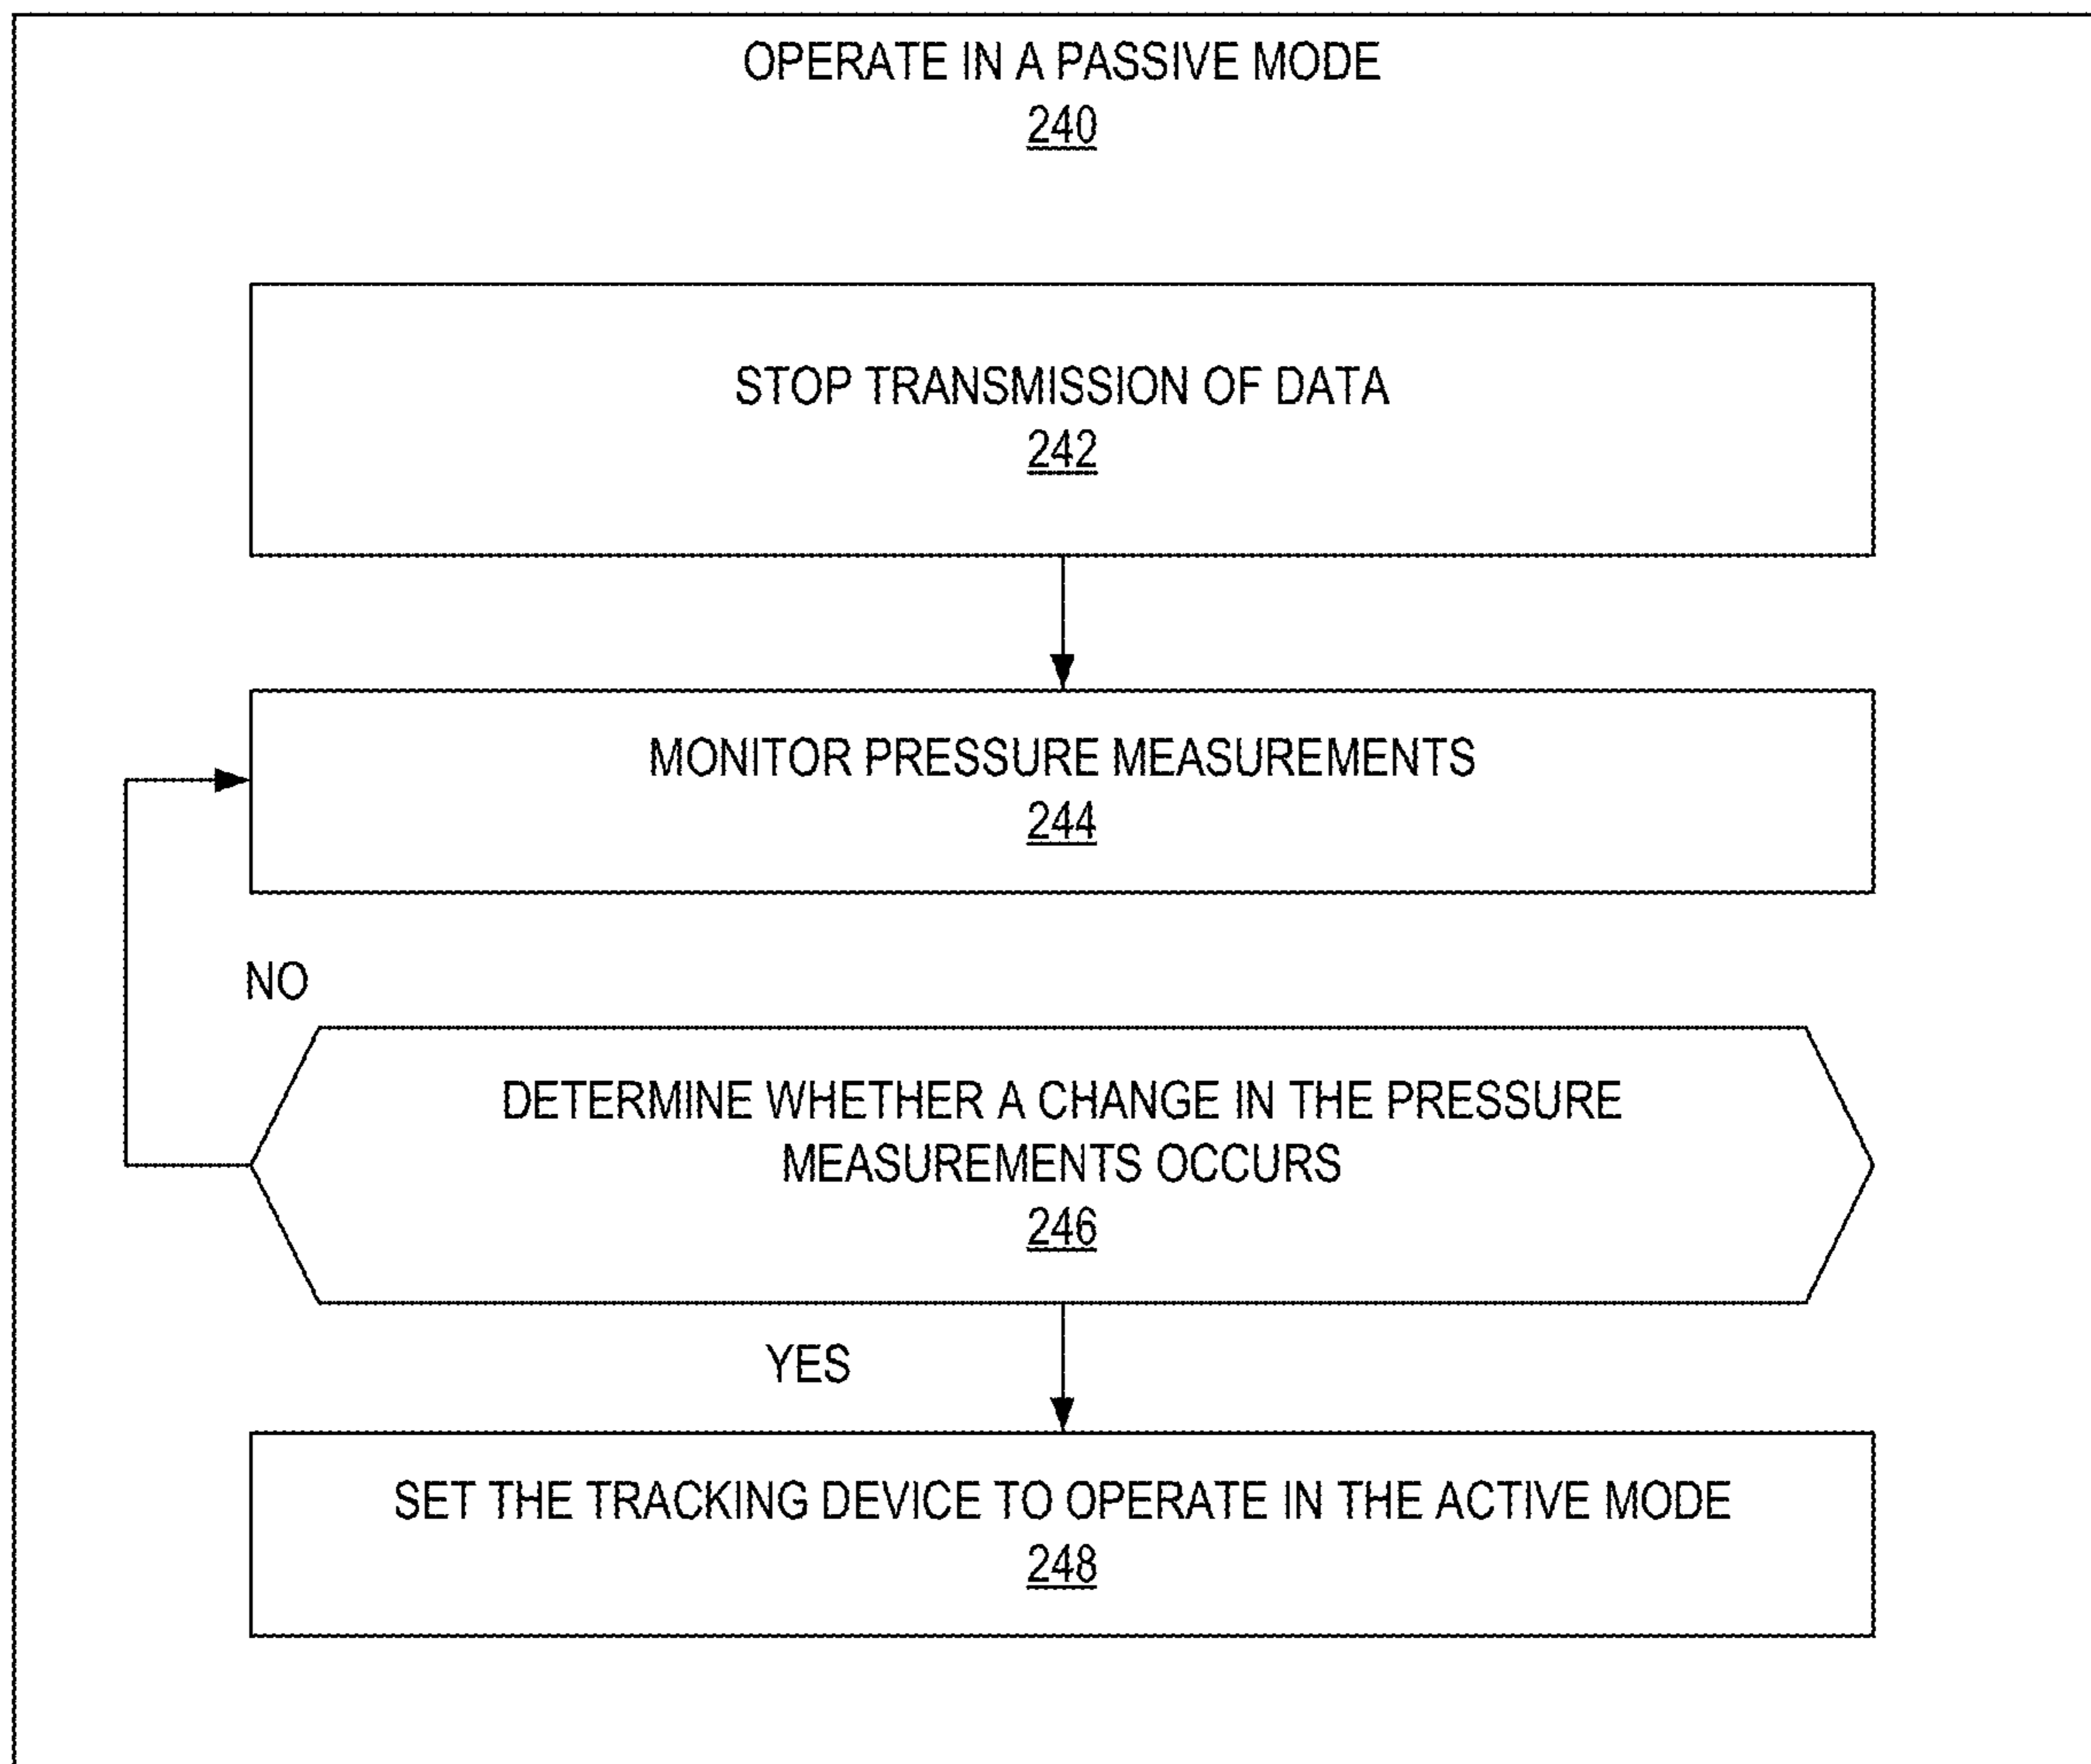 OPERATE IN A PASSIVE MODE
240
STOP TRANSMISSION OF DATA
242
MONITOR PRESSURE MEASUREMENTS
244
NO
DETERMINE WHETHER A CHANGE IN THE PRESSURE
MEASUREMENTS OCCURS
246
YES
SET THE TRACKING DEVICE TO OPERATE IN THE ACTIVE MODE
248